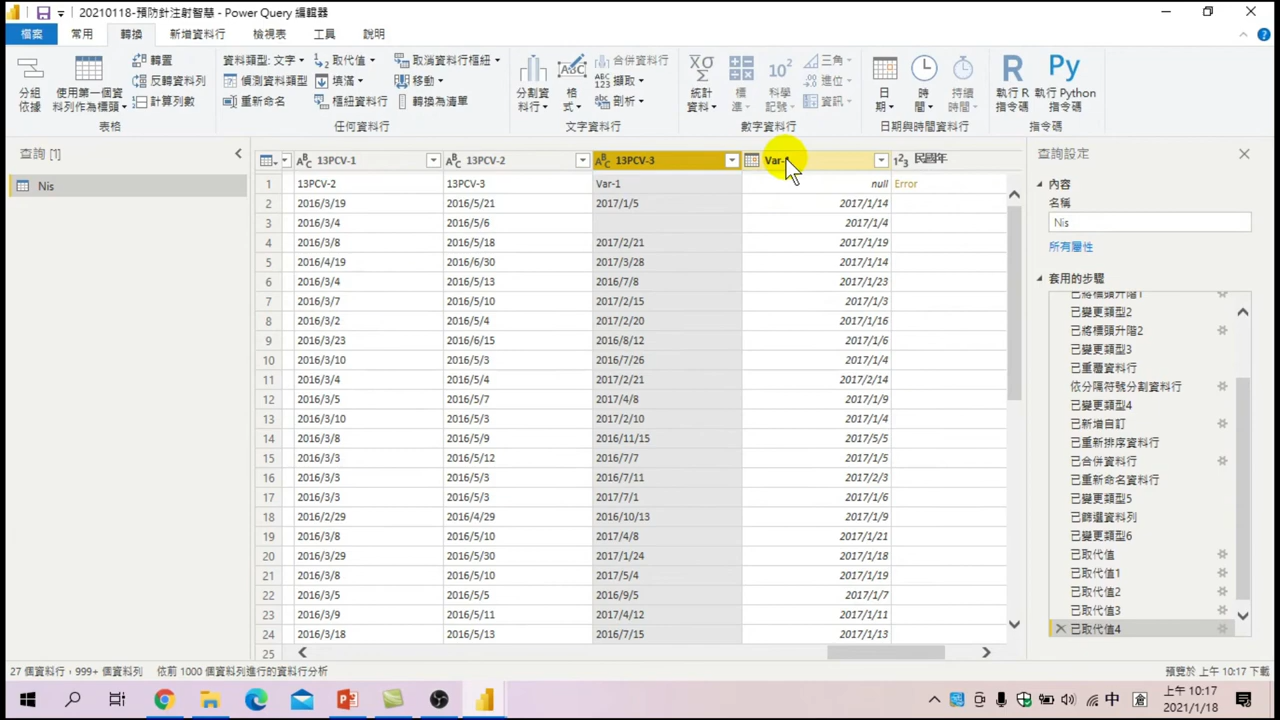 20210118-預防針注射智慧 - Power Query 編輯器
檔案 常用 轉換 新增資料行 檢視表 工具 說明
分組依據
使用第一個資料列作為標頭
轉置
反轉資料列
計算列數
表格
資料類型: 文字
偵測資料類型
重新命名
取代值
填滿
樞紐資料行
取消資料行樞紐
移動
轉換為清單
任何資料行
分割資料行
格式
合併資料行
擷取
剖析
文字資料行
統計資料
標準
科學記號
三角
進位
資訊
數字資料行
日期
時間
持續時間
日期與時間資料行
執行 R 指令碼
執行 Python 指令碼
指令碼
查詢 [1]
Nis
13PCV-1 13PCV-2 13PCV-3 民國年
1 13PCV-2 13PCV-3 Var-1 null Error
2 2016/3/19 2016/5/21 2017/1/5 2017/1/14
3 2016/3/4 2016/5/6 2017/1/4
4 2016/3/8 2016/5/18 2017/2/21 2017/1/19
5 2016/4/19 2016/6/30 2017/3/28 2017/1/14
6 2016/3/4 2016/5/13 2016/7/8 2017/1/23
7 2016/3/7 2016/5/10 2017/2/15 2017/1/3
8 2016/3/2 2016/5/4 2017/2/20 2017/1/16
9 2016/3/23 2016/6/15 2016/8/12 2017/1/6
10 2016/3/10 2016/5/3 2016/7/26 2017/1/4
11 2016/3/4 2016/5/4 2017/2/21 2017/2/14
12 2016/3/5 2016/5/7 2017/4/8 2017/1/9
13 2016/3/10 2016/5/3 2017/2/10 2017/1/4
14 2016/3/8 2016/5/9 2016/11/15 2017/5/5
15 2016/3/3 2016/5/12 2016/7/7 2017/1/5
16 2016/3/3 2016/5/3 2016/7/11 2017/2/3
17 2016/3/3 2016/5/3 2017/7/1 2017/1/6
18 2016/2/29 2016/4/29 2016/10/13 2017/1/9
19 2016/3/8 2016/5/10 2017/4/8 2017/1/21
20 2016/3/29 2016/5/30 2017/1/24 2017/1/18
21 2016/3/8 2016/5/10 2017/5/4 2017/1/19
22 2016/3/5 2016/5/5 2016/9/5 2017/1/7
23 2016/3/9 2016/5/11 2017/4/12 2017/1/11
24 2016/3/18 2016/5/13 2016/7/15 2017/1/13
25
查詢設定
內容
名稱
Nis
所有屬性
套用的步驟
已將標頭升階1
已變更類型2
已將標頭升階2
已變更類型3
已重覆資料行
依分隔符號分割資料行
已變更類型4
已新增自訂
已重新排序資料行
已合併資料行
已重新命名資料行
已變更類型5
已篩選資料列
已變更類型6
已取代值
已取代值1
已取代值2
已取代值3
已取代值4
27 個資料行，999+ 個資料列 依前 1000 個資料列進行的資料行分析
預覽於 上午 10:17 下載
中 倉
上午 10:17
2021/1/18